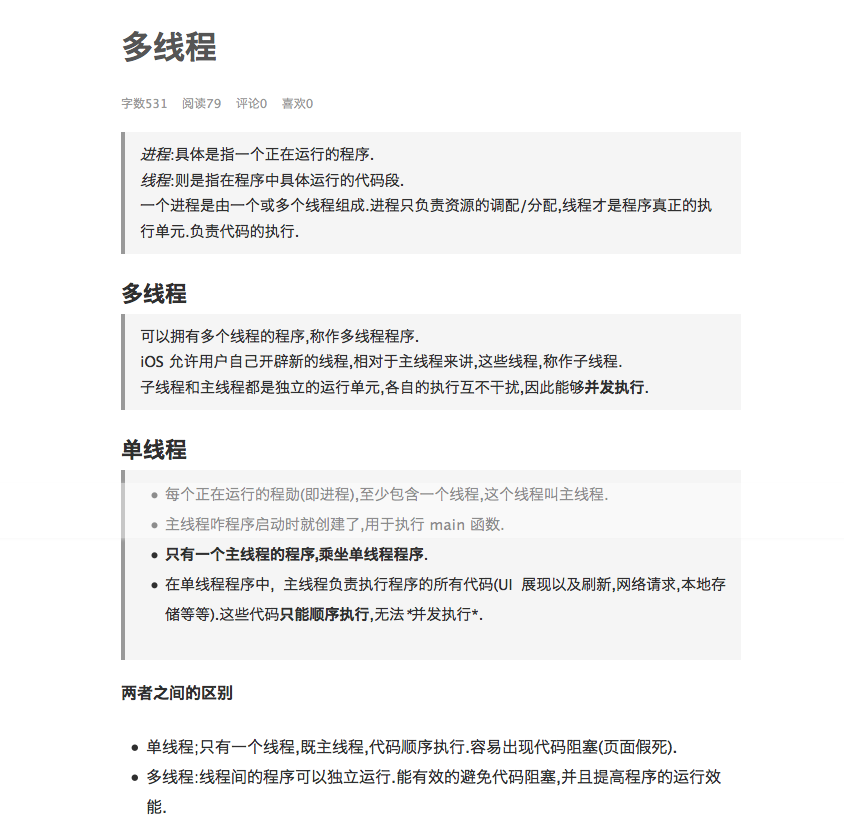 多线程
字数531 阅读79 评论0 喜欢0
进程:具体是指一个正在运行的程序.
线程:则是指在程序中具体运行的代码段.
一个进程是由一个或多个线程组成.进程只负责资源的调配/分配,线程才是程序真正的执
行单元.负责代码的执行.
多线程
可以拥有多个线程的程序,称作多线程程序.
iOS 允许用户自己开辟新的线程,相对于主线程来讲,这些线程,称作子线程.
子线程和主线程都是独立的运行单元,各自的执行互不干扰,因此能够并发执行.
单线程
• 每个正在运行的程勋(即进程),至少包含一个线程,这个线程叫主线程.
• 主线程咋程序启动时就创建了,用于执行 main 函数.
• 只有一个主线程的程序,乘坐单线程程序.
• 在单线程程序中，主线程负责执行程序的所有代码(UI 展现以及刷新,网络请求,本地存
储等等).这些代码只能顺序执行,无法*并发执行*.
两者之间的区别
• 单线程;只有一个线程,既主线程,代码顺序执行.容易出现代码阻塞(页面假死).
• 多线程:线程间的程序可以独立运行.能有效的避免代码阻塞,并且提高程序的运行效
能.